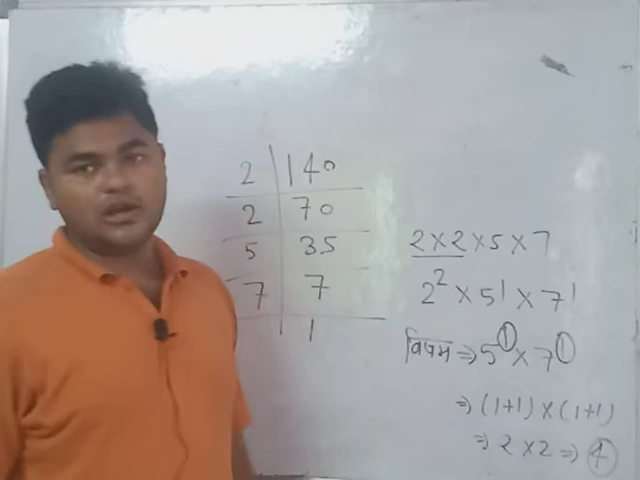 2 | 140
2 | 70
5 | 35
7 | 7
1
2×2×5×7
2² × 5¹ × 7¹
विषम ⇒ 5¹ × 7¹
⇒ (1+1) × (1+1)
⇒ 2 × 2 ⇒ 4